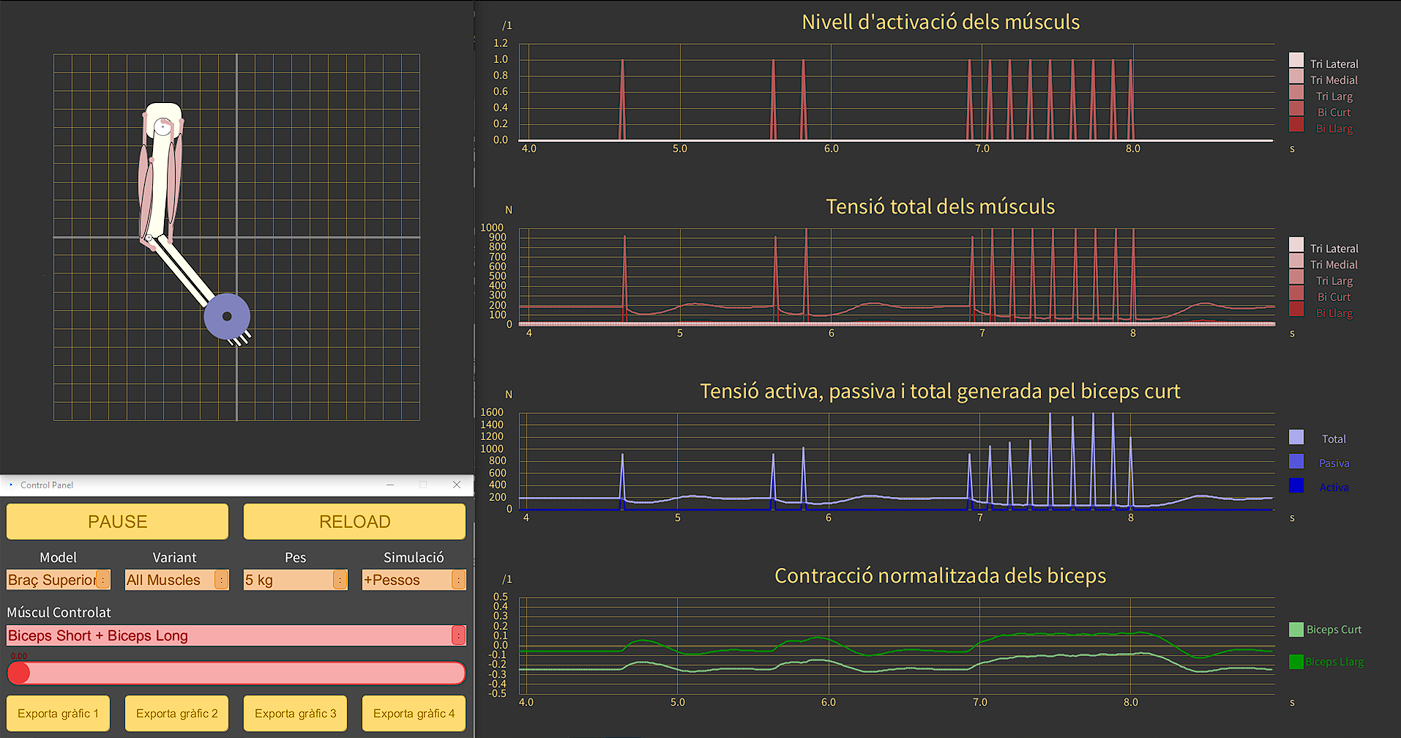 Nivell d'activació dels músculs
/1
1.2
1.0
0.8
0.6
0.4
0.2
0.0
4.0 5.0 6.0 7.0 8.0 s
Tri Lateral
Tri Medial
Tri Larg
Bi Curt
Bi Llarg
Tensió total dels músculs
N
1000
900
800
700
600
500
400
300
200
100
0
4 5 6 7 8 s
Tri Lateral
Tri Medial
Tri Larg
Bi Curt
Bi Llarg
Tensió activa, passiva i total generada pel biceps curt
N
1600
1400
1200
1000
800
600
400
200
0
4 5 6 7 8 s
Total
Pasiva
Activa
Contracció normalitzada dels biceps
/1
0.5
0.4
0.3
0.2
0.1
0.0
-0.1
-0.2
-0.3
-0.4
-0.5
4.0 5.0 6.0 7.0 8.0 s
Biceps Curt
Biceps Llarg
Control Panel
PAUSE RELOAD
Model Variant Pes Simulació
Braç Superior All Muscles 5 kg +Pessos
Múscul Controlat
Biceps Short + Biceps Long
0.00
Exporta gràfic 1 Exporta gràfic 2 Exporta gràfic 3 Exporta gràfic 4